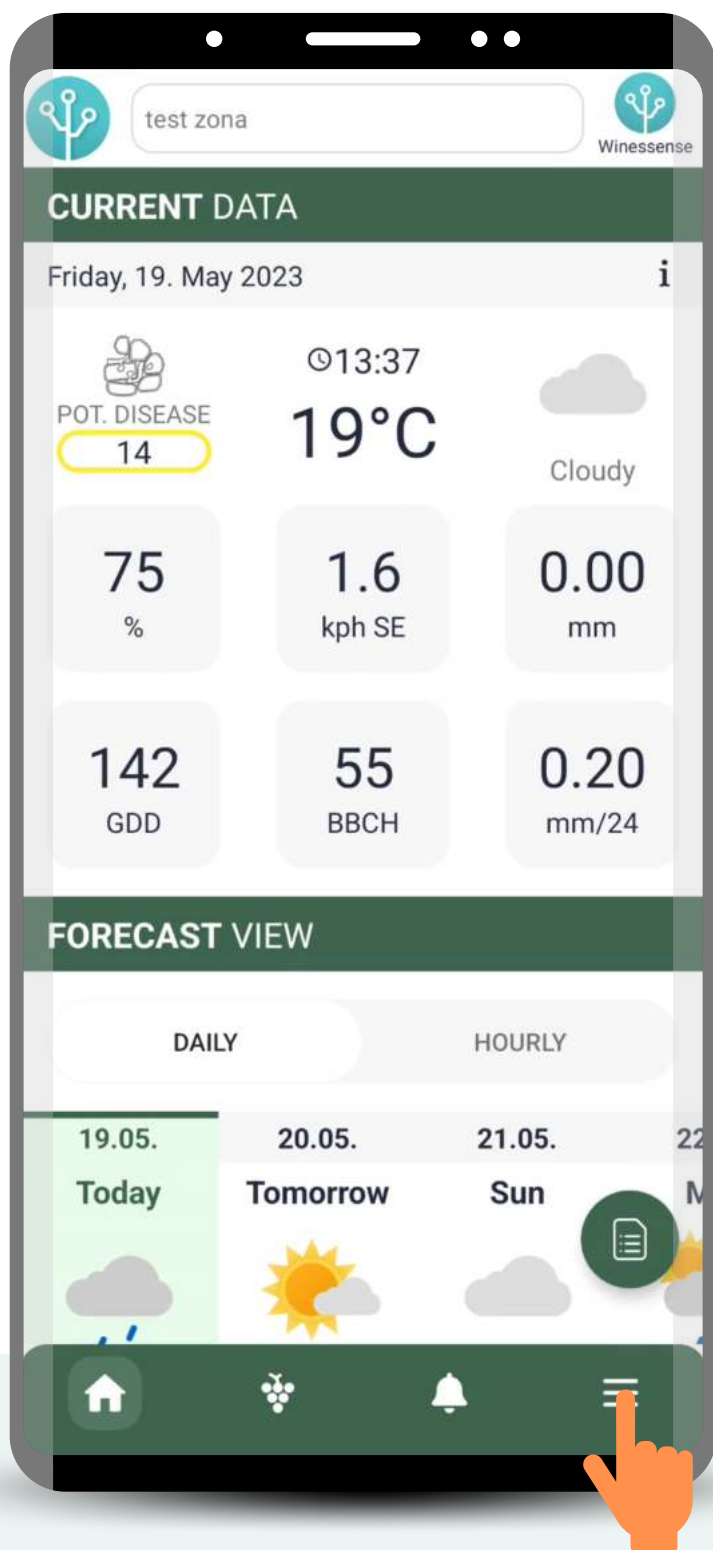 test zona
Winessense
CURRENT DATA
Friday, 19. May 2023 i
POT. DISEASE
14
13:37
19°C
Cloudy
75
%
1.6
kph SE
0.00
mm
142
GDD
55
BBCH
0.20
mm/24
FORECAST VIEW
DAILY HOURLY
19.05. 20.05. 21.05. 22
Today Tomorrow Sun